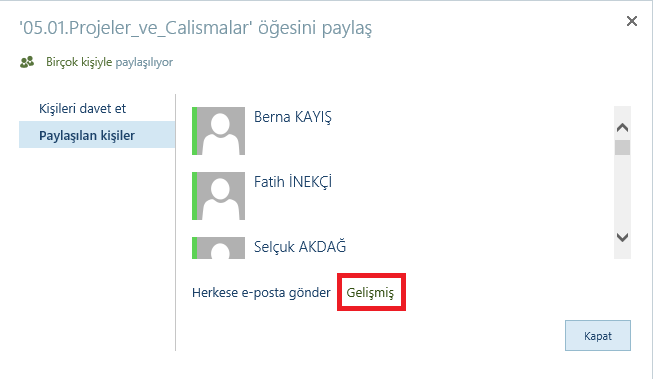 '05.01.Projeler_ve_Calismalar' öğesini paylaş
Birçok kişiyle paylaşılıyor
Kişileri davet et
Paylaşılan kişiler
Berna KAYIŞ
Fatih İNEKÇİ
Selçuk AKDAĞ
Herkese e-posta gönder Gelişmiş
Kapat